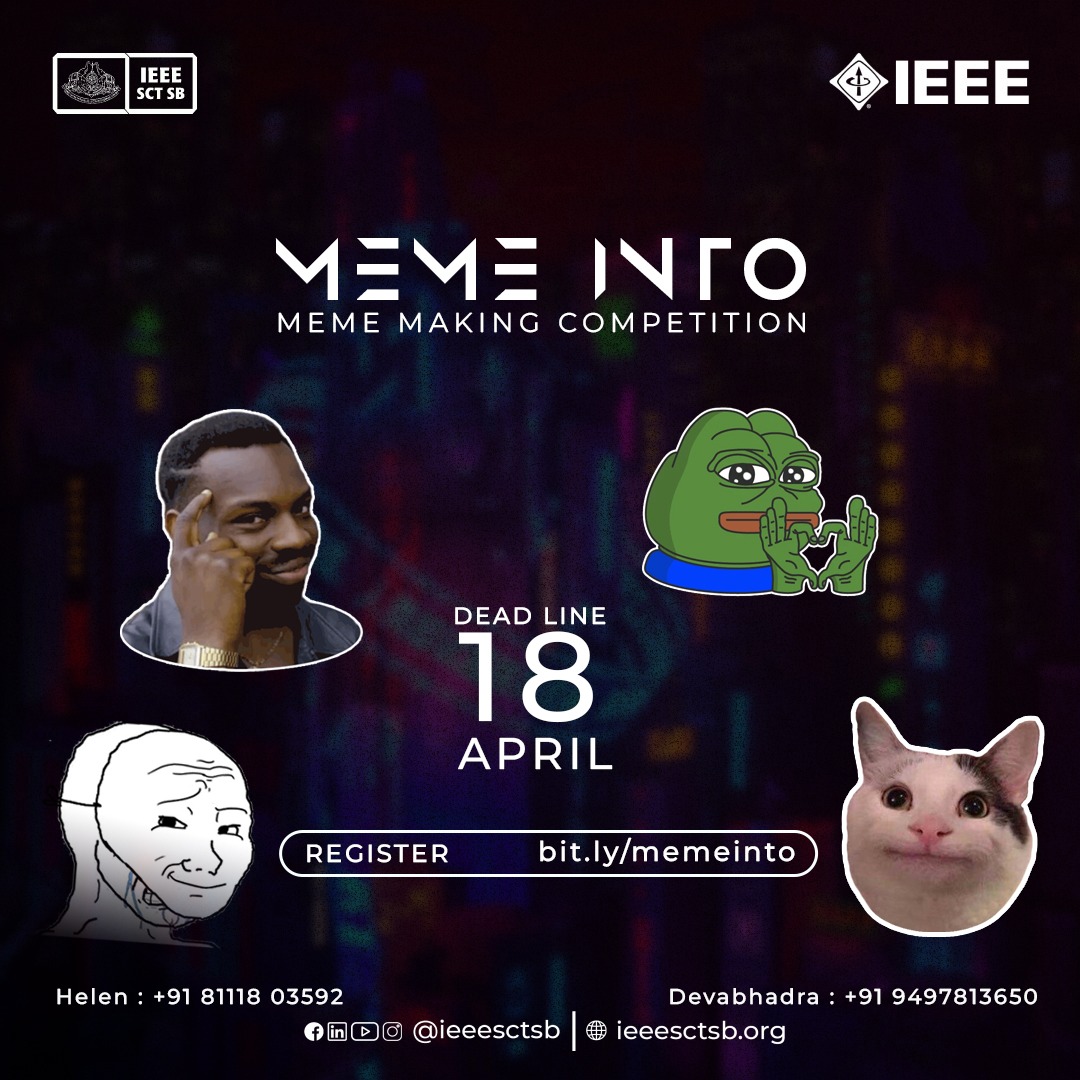 IEEE
SCT SB
IEEE
MEME INTO
MEME MAKING COMPETITION
DEAD LINE
18
APRIL
REGISTER bit.ly/memeinto
Helen : +91 81118 03592
Devabhadra : +91 9497813650
@ieeesctsb | ieeesctsb.org